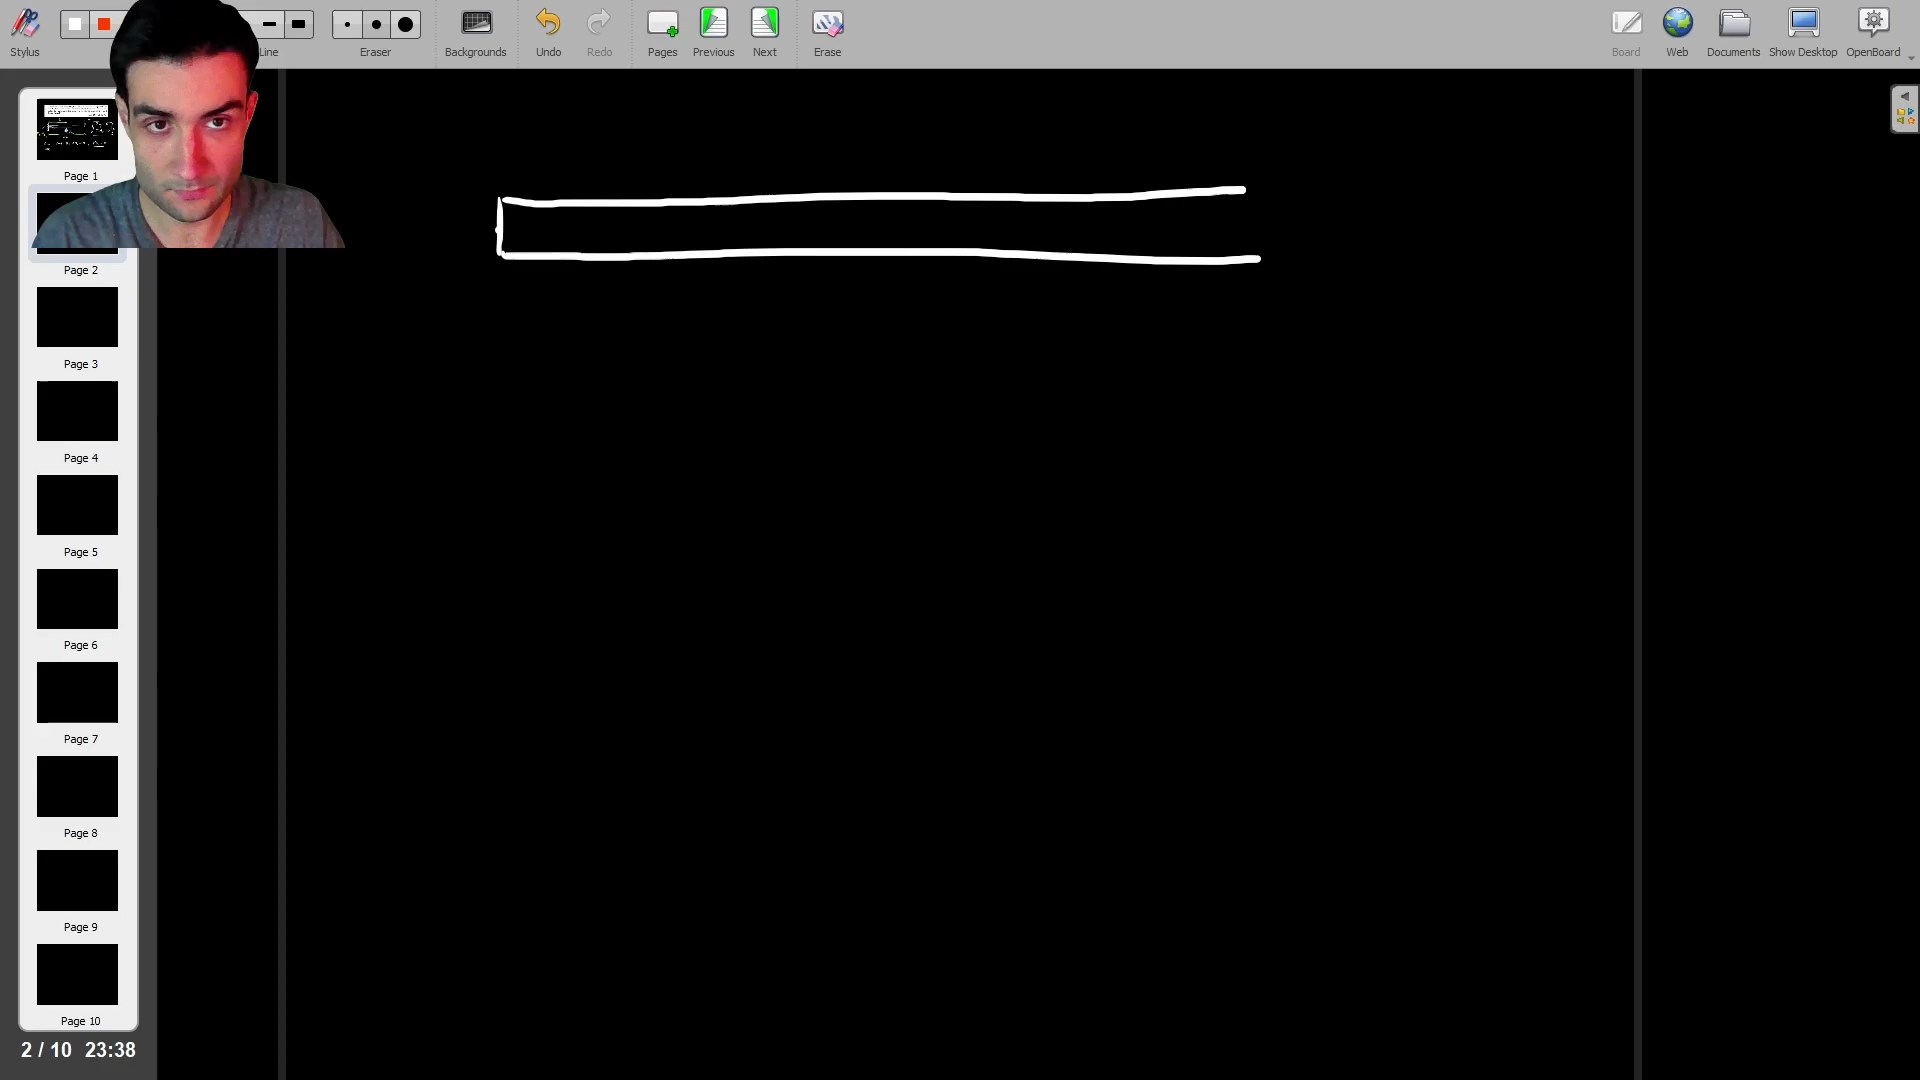 Stylus
Line
Eraser
Backgrounds
Undo
Redo
Pages
Previous
Next
Erase
Board
Web
Documents
Show Desktop
OpenBoard
Page 1
Page 2
Page 3
Page 4
Page 5
Page 6
Page 7
Page 8
Page 9
Page 10
2 / 10 23:38